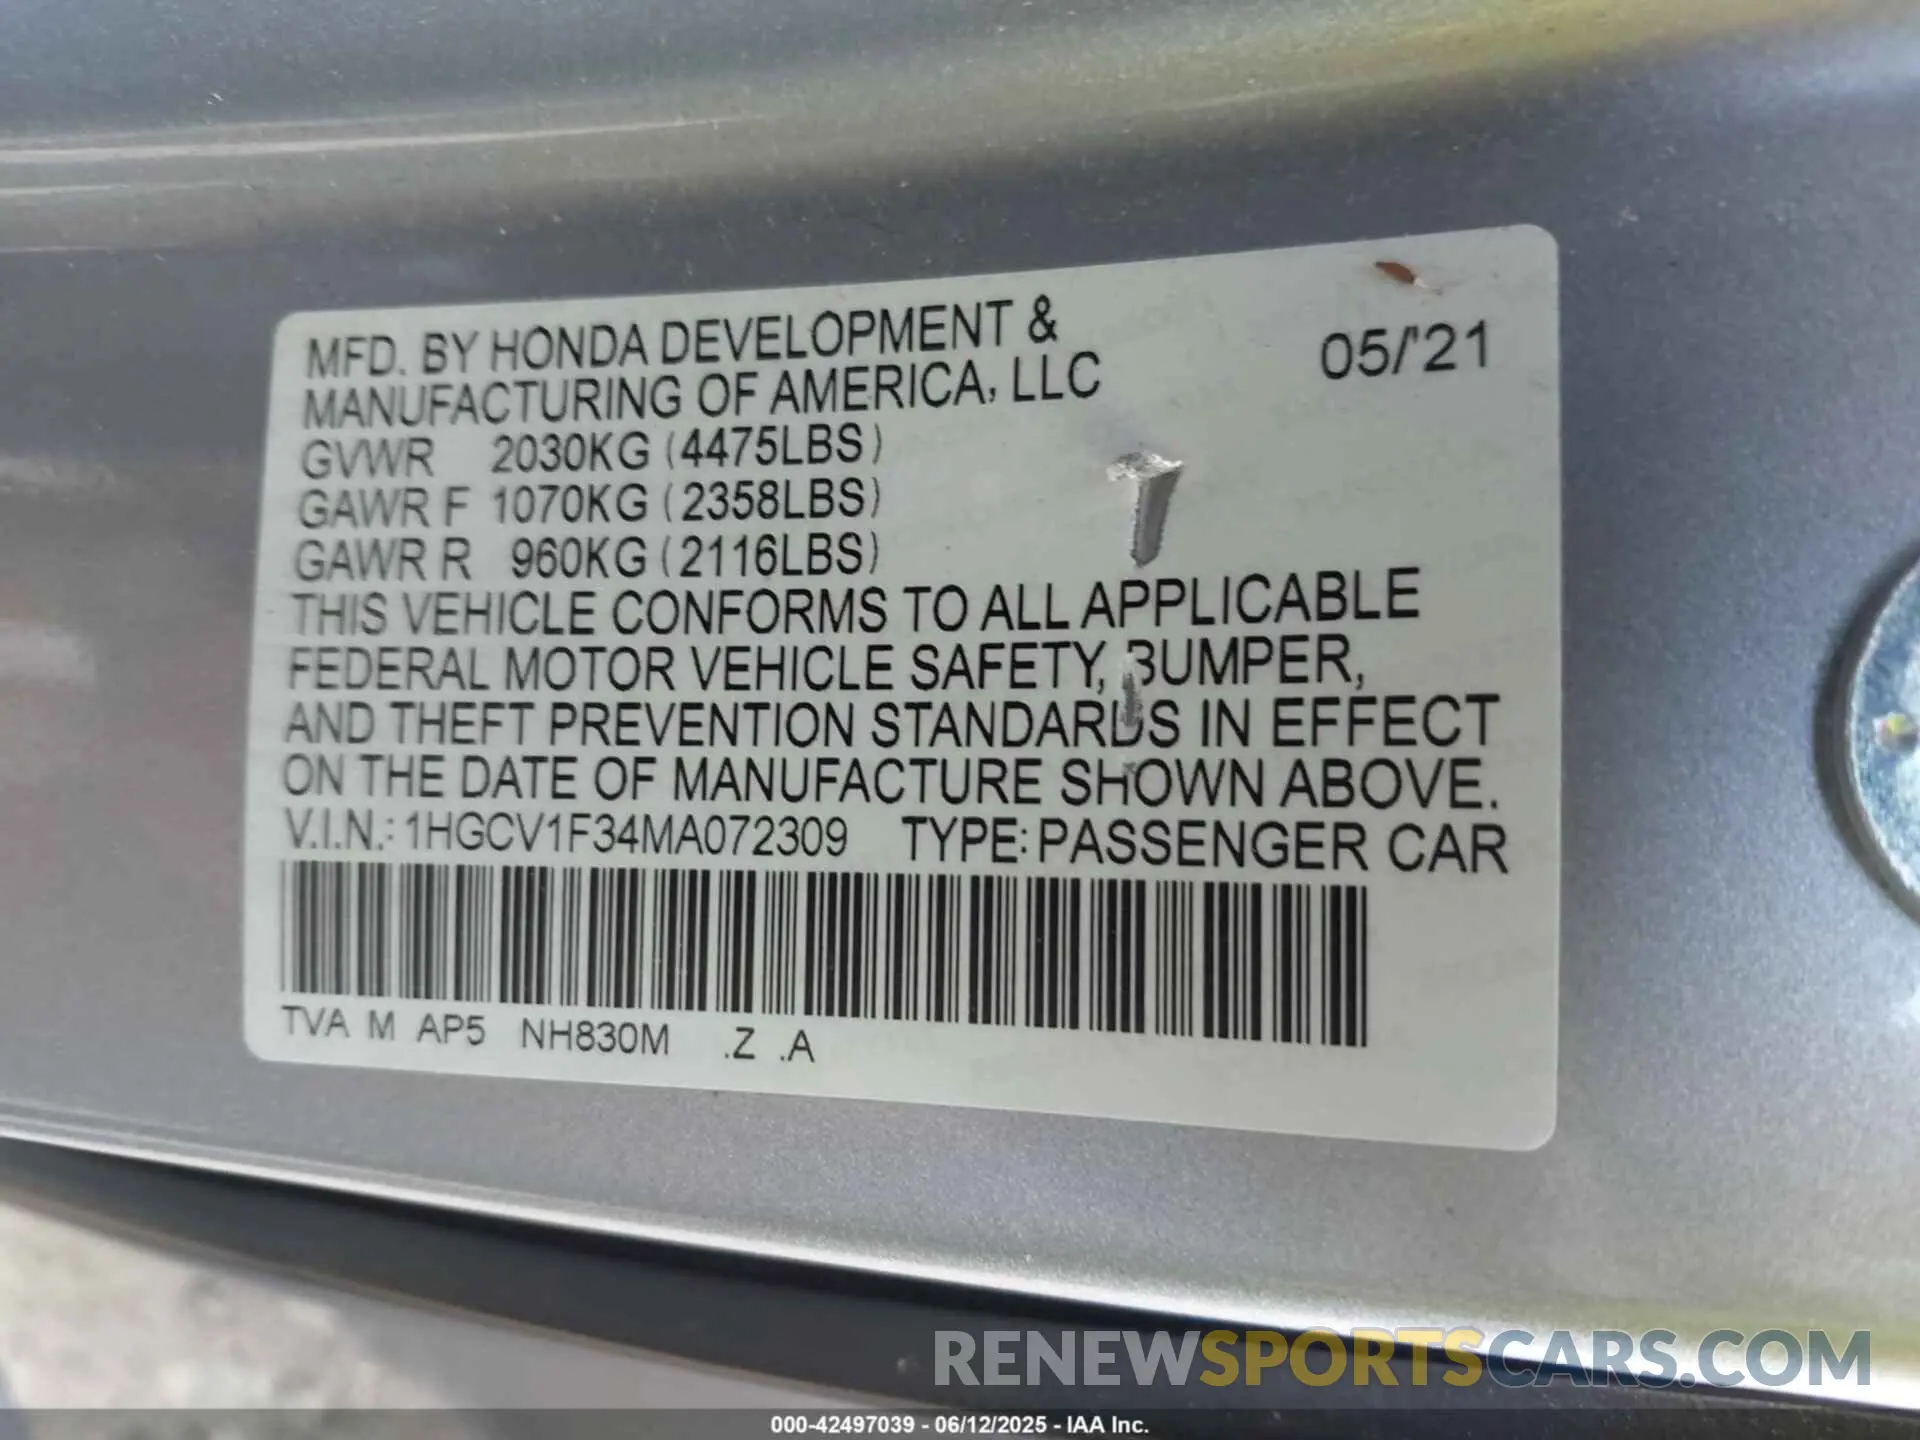 MFD. BY HONDA DEVELOPMENT &
MANUFACTURING OF AMERICA, LLC
05/'21
GVWR 2030KG (4475LBS)
GAWR F 1070KG (2358LBS)
GAWR R 960KG (2116LBS)
THIS VEHICLE CONFORMS TO ALL APPLICABLE
FEDERAL MOTOR VEHICLE SAFETY, BUMPER,
AND THEFT PREVENTION STANDARDS IN EFFECT
ON THE DATE OF MANUFACTURE SHOWN ABOVE.
V.I.N.: 1HGCV1F34MA072309 TYPE: PASSENGER CAR
TVA M AP5 NH830M .Z .A
RENEWSPORTSCARS.COM
000-42497039 - 06/12/2025 - IAA Inc.